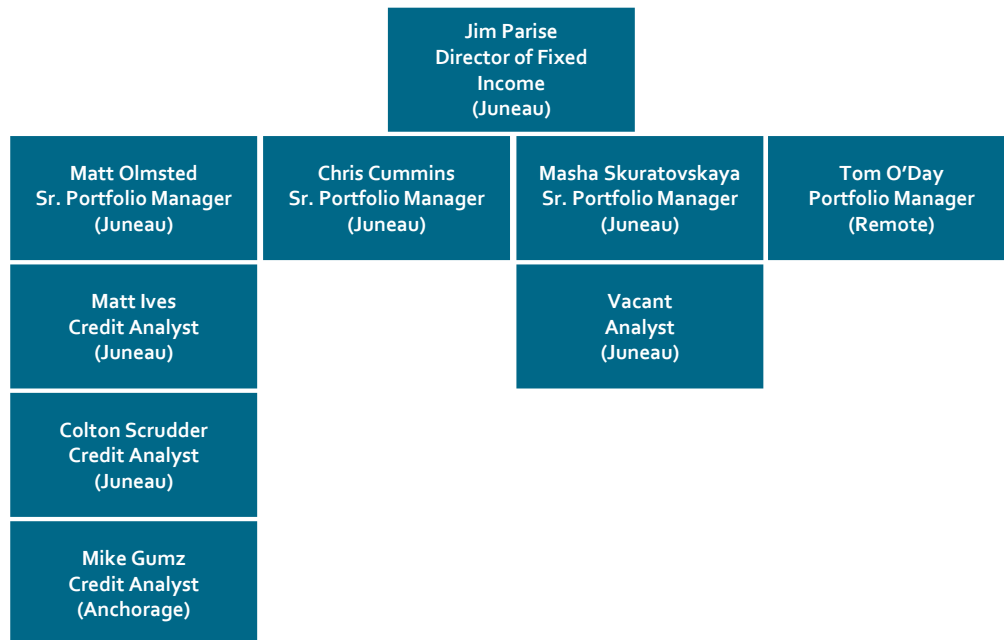 Jim Parise
Director of Fixed
Income
(Juneau)
Matt Olmsted
Sr. Portfolio Manager
(Juneau)
Chris Cummins
Sr. Portfolio Manager
(Juneau)
Masha Skuratovskaya
Sr. Portfolio Manager
(Juneau)
Tom O’Day
Portfolio Manager
(Remote)
Matt Ives
Credit Analyst
(Juneau)
Vacant
Analyst
(Juneau)
Colton Scrudder
Credit Analyst
(Juneau)
Mike Gumz
Credit Analyst
(Anchorage)